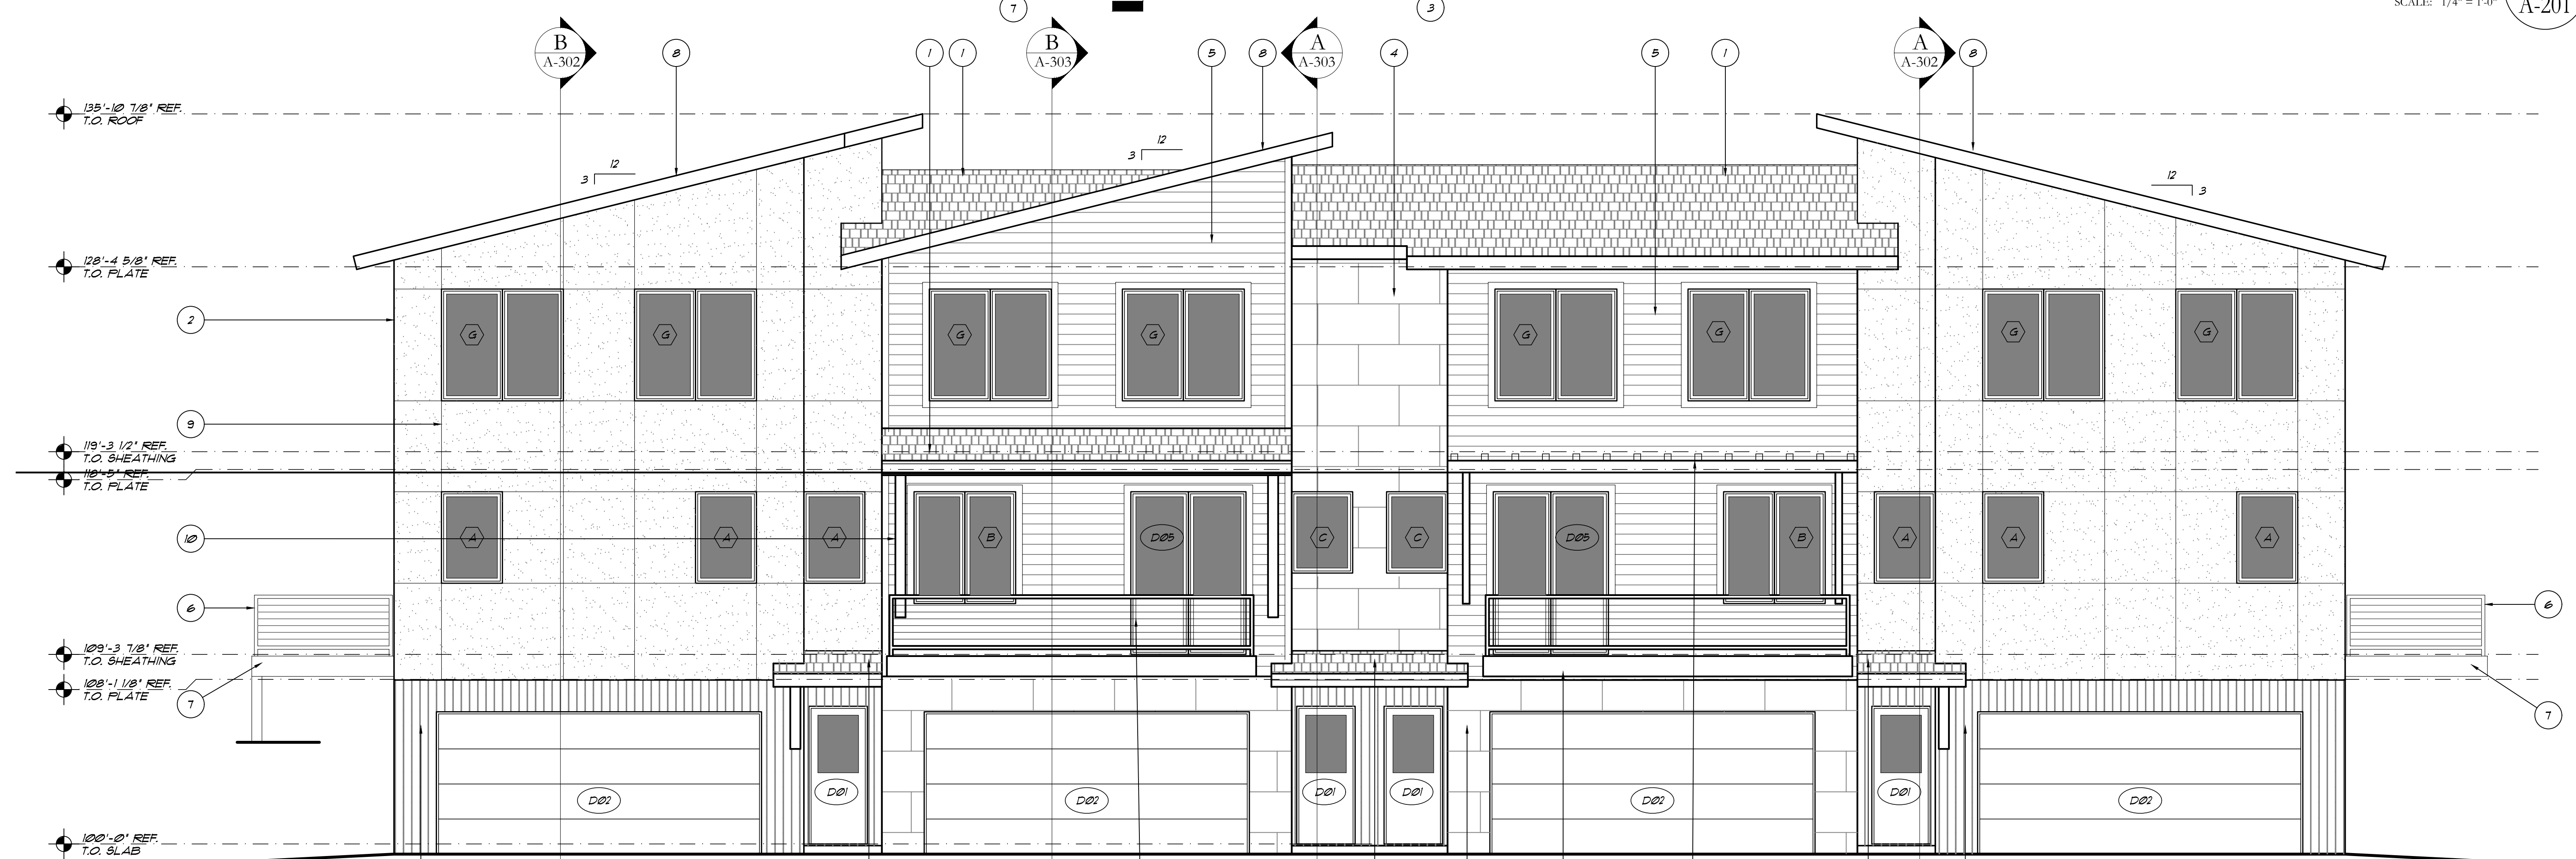 7
3
SCALE: 1/4" = 1'-0"
A-201
B
A-302
8
1
1
B
A-303
5
8
A
A-303
4
5
1
A
A-302
8
135'-10 7/8" REF.
T.O. ROOF
12
3
12
3
12
3
128'-4 5/8" REF.
T.O. PLATE
2
G
G
G
G
G
G
G
G
9
119'-3 1/2" REF.
T.O. SHEATHING
118'-5" REF.
T.O. PLATE
10
A
A
A
B
D05
C
C
D05
B
A
A
A
6
6
109'-3 7/8" REF.
T.O. SHEATHING
108'-1 1/8" REF.
T.O. PLATE
7
7
D02
D01
D02
D01
D01
D02
D01
D02
100'-0" REF.
T.O. SLAB